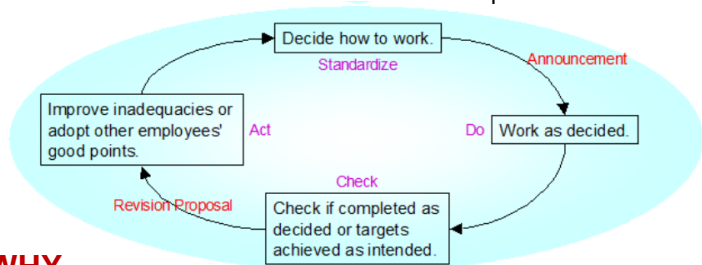 Decide how to work.
Standardize
Announcement
Improve inadequacies or
adopt other employees'
good points.
Act
Do
Work as decided.
Check
Revision Proposal
Check if completed as
decided or targets
achieved as intended.
WHY